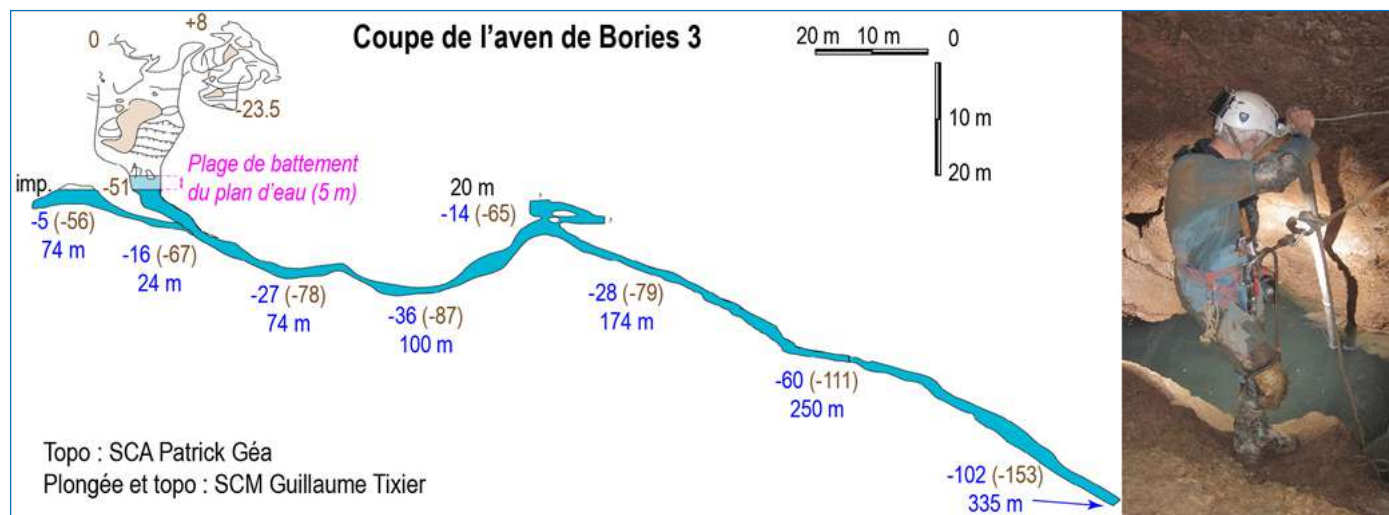 Coupe de l’aven de Bories 3
0
+8
-23.5
20 m 10 m 0
10 m
20 m
Plage de battement
du plan d’eau (5 m)
imp.
-51
-5 (-56)
74 m
-16 (-67)
24 m
-27 (-78)
74 m
-36 (-87)
100 m
20 m
-14 (-65)
?
?
-28 (-79)
174 m
-60 (-111)
250 m
-102 (-153)
335 m
Topo : SCA Patrick Géa
Plongée et topo : SCM Guillaume Tixier